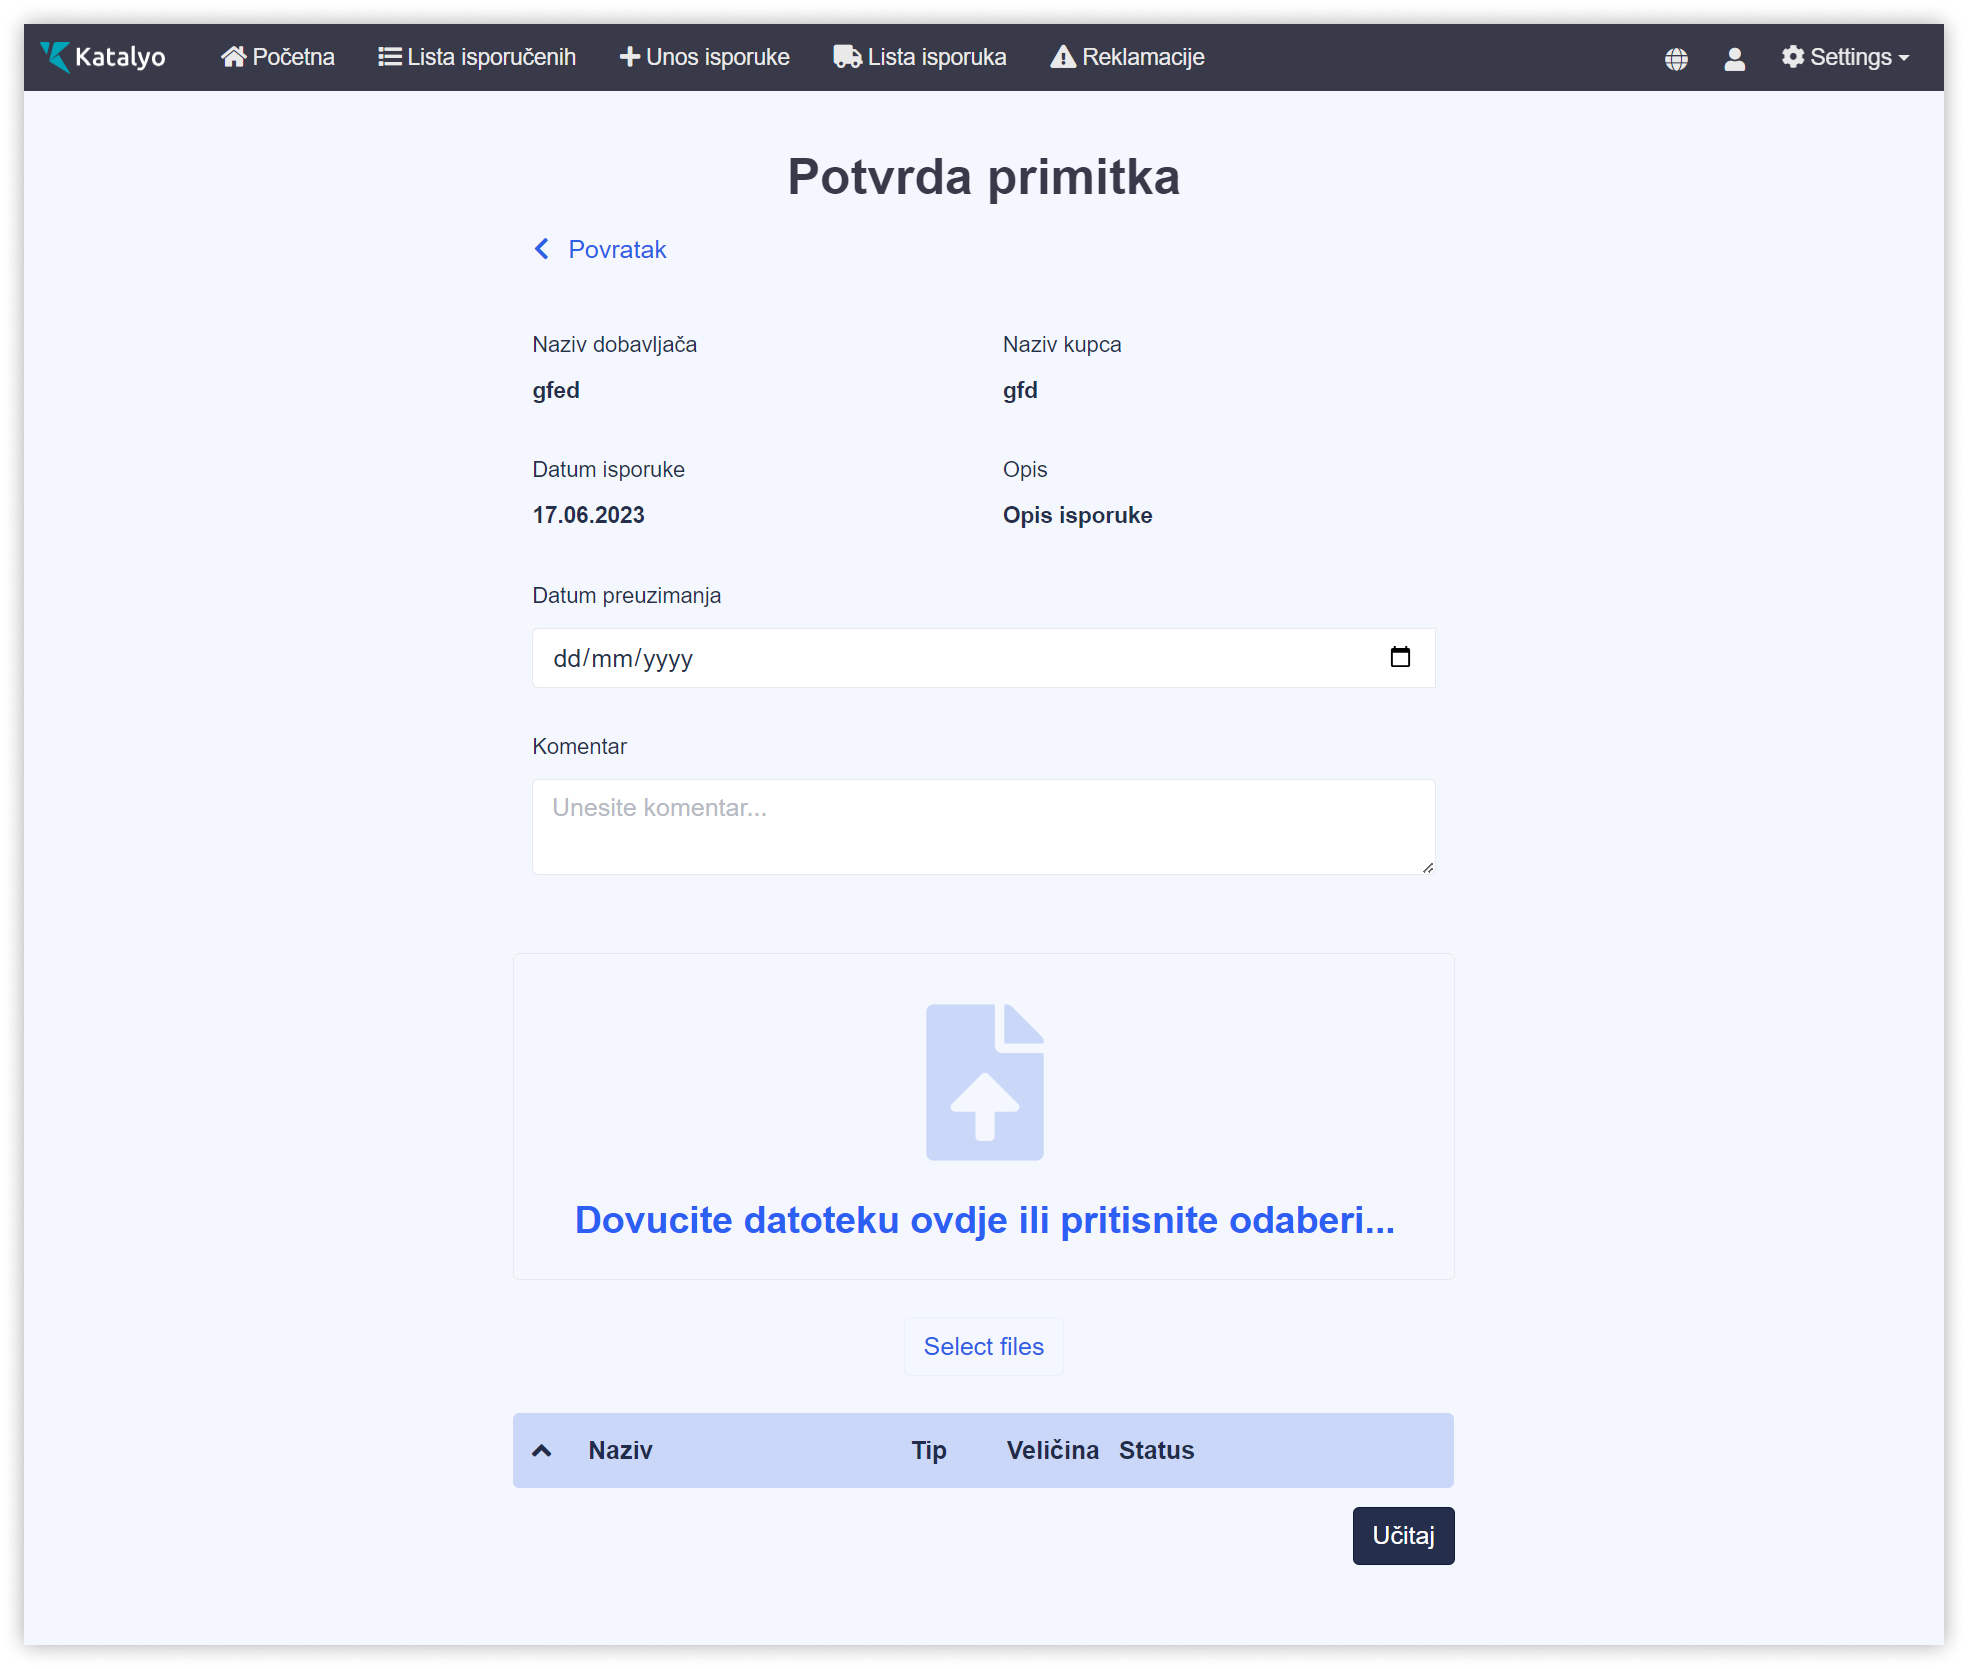 Katalyo Početna Lista isporučenih Unos isporuke Lista isporuka Reklamacije Settings
Potvrda primitka
Povratak
Naziv dobavljača Naziv kupca
gfed gfd
Datum isporuke Opis
17.06.2023 Opis isporuke
Datum preuzimanja
dd/mm/yyyy
Komentar
Unesite komentar...
Dovucite datoteku ovdje ili pritisnite odaberi...
Select files
Naziv Tip Veličina Status
Učitaj